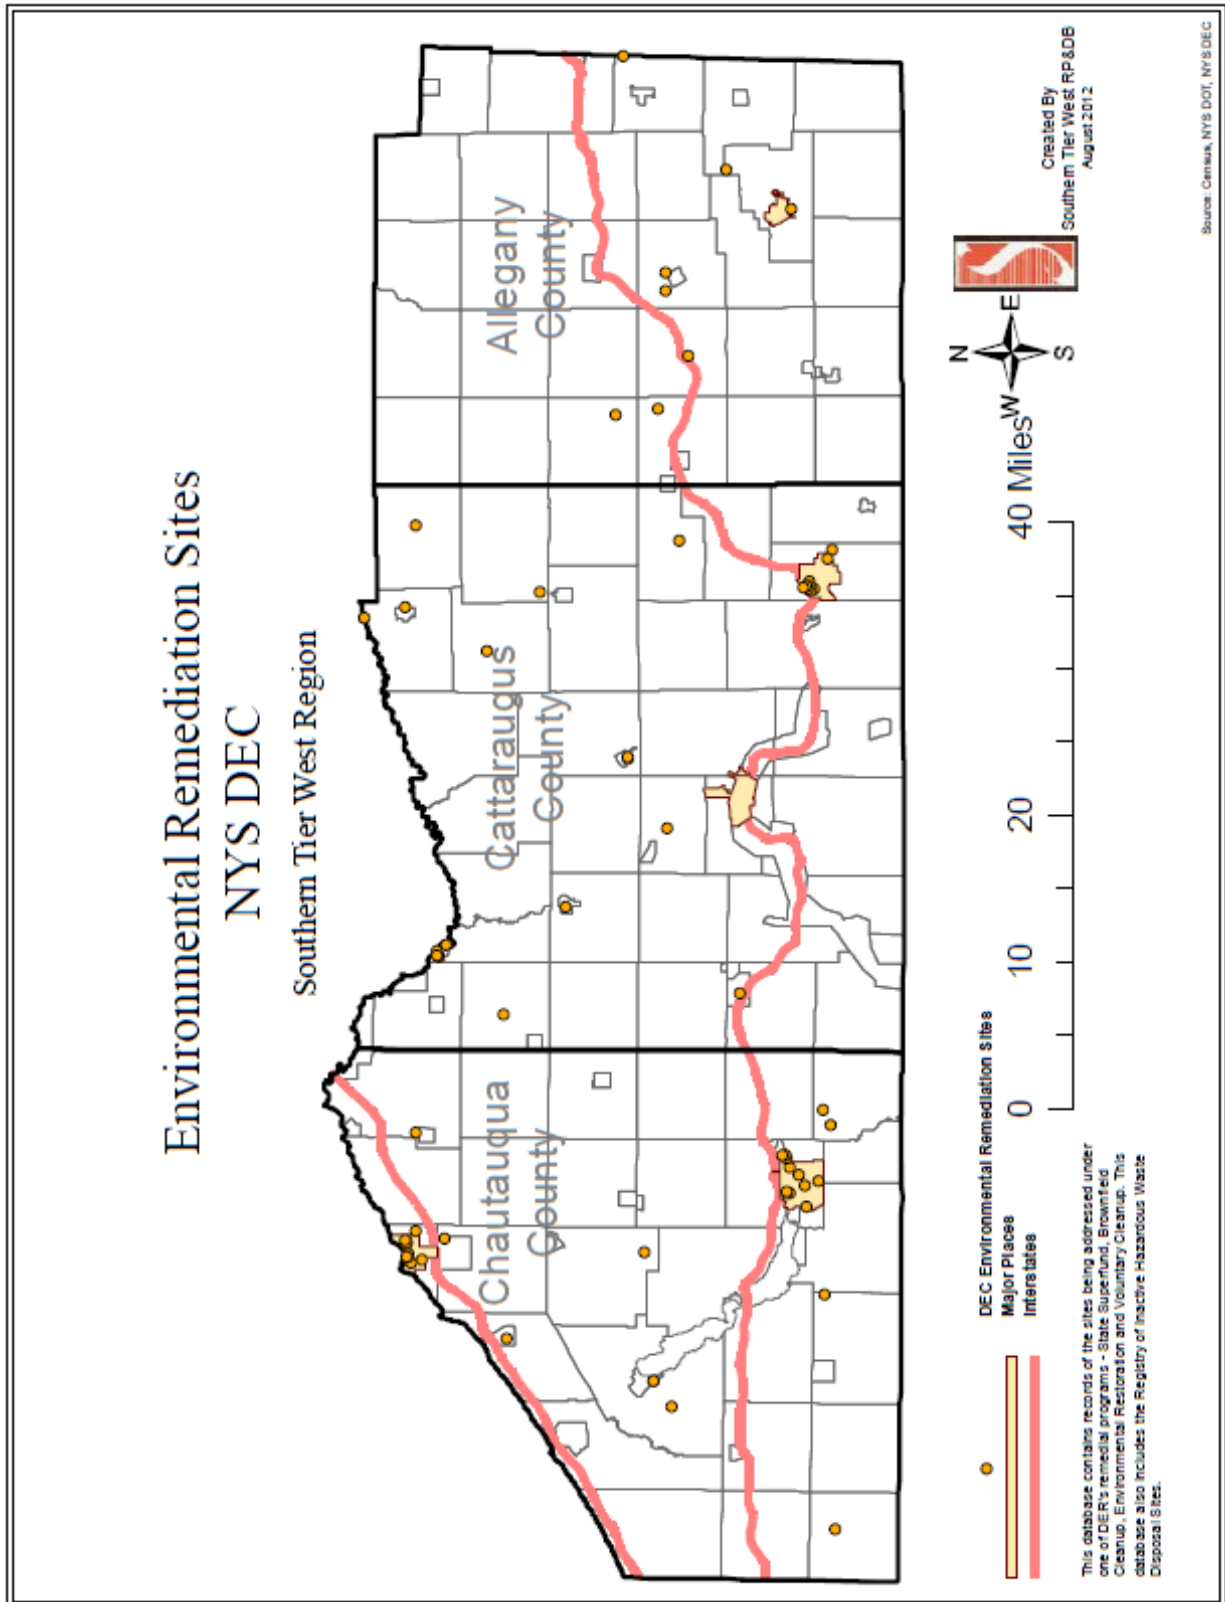 Environmental Remediation Sites
NYS DEC
Southern Tier West Region
Chautauqua
County
Cattaraugus
County
Allegany
County
DEC Environmental Remediation Sites
Major Places
Interstates
This database contains records of the sites being addressed under
one of DER's remedial programs - State Superfund, Brownfield
Cleanup, Environmental Restoration and Voluntary Cleanup. This
database also includes the Registry of Inactive Hazardous Waste
Disposal Sites.
0 10 20 40 Miles
N
W E
S
Created By
Southern Tier West RP&DB
August 2012
Source: Census, NYS DOT, NYSDEC